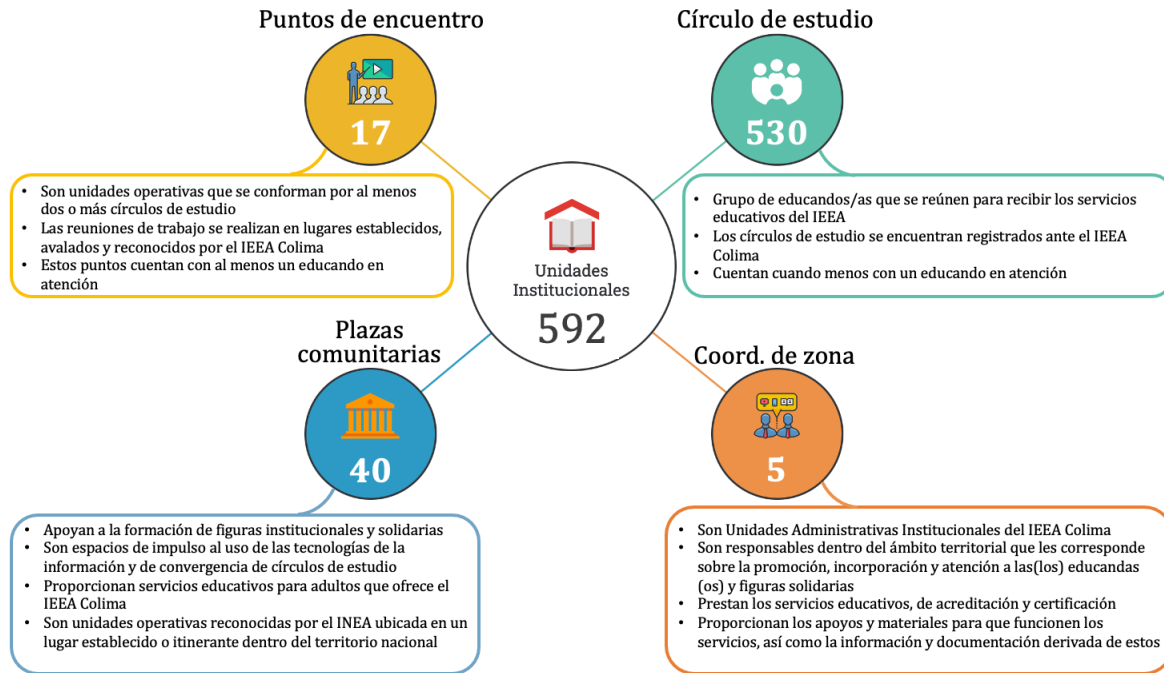 Puntos de encuentro
17
• Son unidades operativas que se conforman por al menos
dos o más círculos de estudio
• Las reuniones de trabajo se realizan en lugares establecidos,
avalados y reconocidos por el IEEA Colima
• Estos puntos cuentan con al menos un educando en
atención
Círculo de estudio
530
• Grupo de educandos/as que se reúnen para recibir los servicios
educativos del IEEA
• Los círculos de estudio se encuentran registrados ante el IEEA
Colima
• Cuentan cuando menos con un educando en atención
Unidades
Institucionales
592
Plazas
comunitarias
40
• Apoyan a la formación de figuras institucionales y solidarias
• Son espacios de impulso al uso de las tecnologías de la
información y de convergencia de círculos de estudio
• Proporcionan servicios educativos para adultos que ofrece el
IEEA Colima
• Son unidades operativas reconocidas por el INEA ubicada en un
lugar establecido o itinerante dentro del territorio nacional
Coord. de zona
5
• Son Unidades Administrativas Institucionales del IEEA Colima
• Son responsables dentro del ámbito territorial que les corresponde
sobre la promoción, incorporación y atención a las(los) educandas
(os) y figuras solidarias
• Prestan los servicios educativos, de acreditación y certificación
• Proporcionan los apoyos y materiales para que funcionen los
servicios, así como la información y documentación derivada de estos